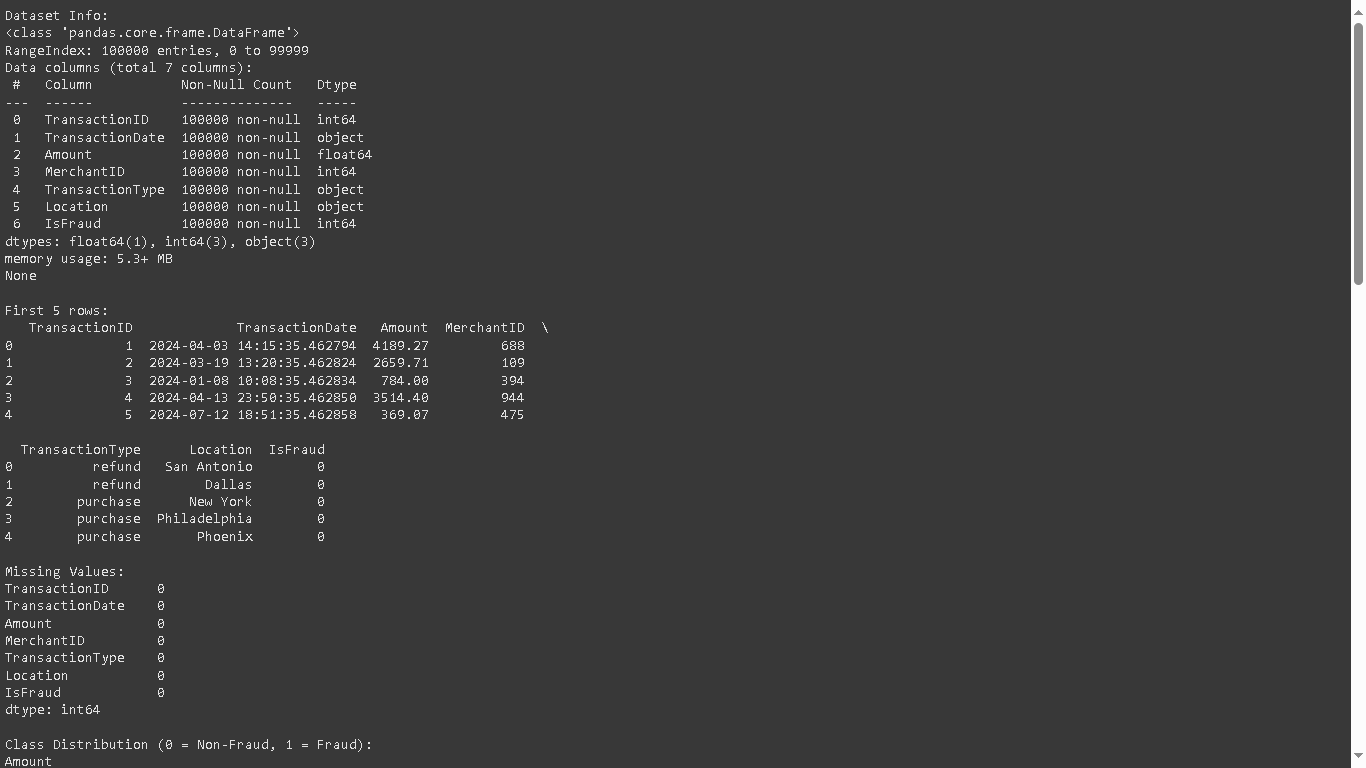 Dataset Info:
<class 'pandas.core.frame.DataFrame'>
RangeIndex: 100000 entries, 0 to 99999
Data columns (total 7 columns):
 #   Column           Non-Null Count   Dtype
---  ------           --------------   -----
 0   TransactionID    100000 non-null  int64
 1   TransactionDate  100000 non-null  object
 2   Amount           100000 non-null  float64
 3   MerchantID       100000 non-null  int64
 4   TransactionType  100000 non-null  object
 5   Location         100000 non-null  object
 6   IsFraud          100000 non-null  int64
dtypes: float64(1), int64(3), object(3)
memory usage: 5.3+ MB
None

First 5 rows:
   TransactionID             TransactionDate   Amount  MerchantID  \
0              1  2024-04-03 14:15:35.462794  4189.27         688
1              2  2024-03-19 13:20:35.462824  2659.71         109
2              3  2024-01-08 10:08:35.462834   784.00         394
3              4  2024-04-13 23:50:35.462850  3514.40         944
4              5  2024-07-12 18:51:35.462858   369.07         475

  TransactionType      Location  IsFraud
0          refund   San Antonio        0
1          refund        Dallas        0
2        purchase      New York        0
3        purchase  Philadelphia        0
4        purchase       Phoenix        0

Missing Values:
TransactionID      0
TransactionDate    0
Amount             0
MerchantID         0
TransactionType    0
Location           0
IsFraud            0
dtype: int64

Class Distribution (0 = Non-Fraud, 1 = Fraud):
Amount